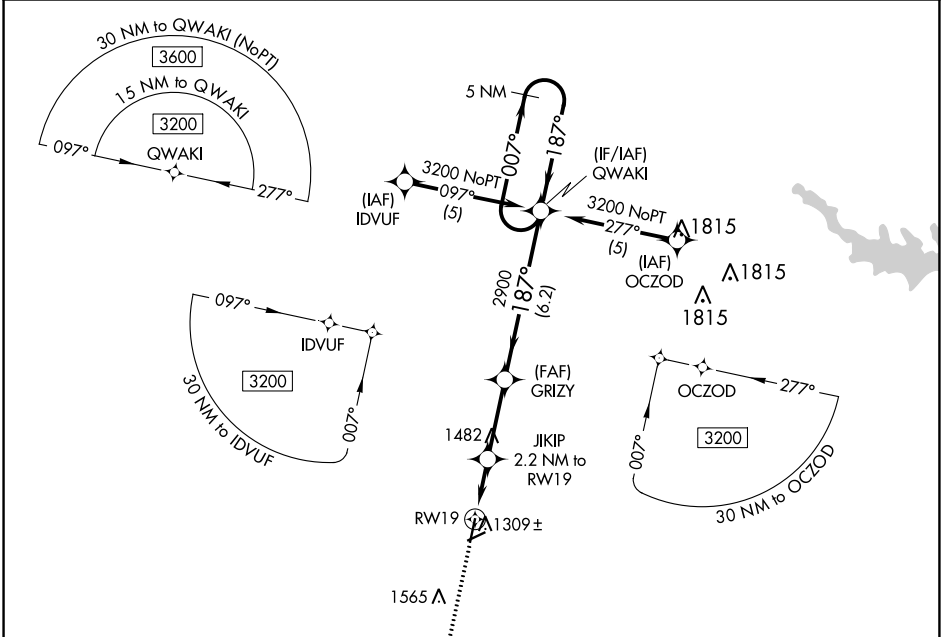 30 NM to QWAKI (NoPT)
3600
15 NM to QWAKI
3200
097°
QWAKI
277°
5 NM
007°
187°
(IF/IAF)
QWAKI
3200 NoPT
097°
(5)
(IAF)
IDVUF
3200 NoPT
277°
(5)
1815
(IAF)
OCZOD
1815
1815
2900
187°
(6.2)
097°
IDVUF
3200
007°
30 NM to IDVUF
(FAF)
GRIZY
OCZOD
277°
3200
007°
30 NM to OCZOD
1482
JIKIP
2.2 NM to
RW19
RW19
1309±
1565